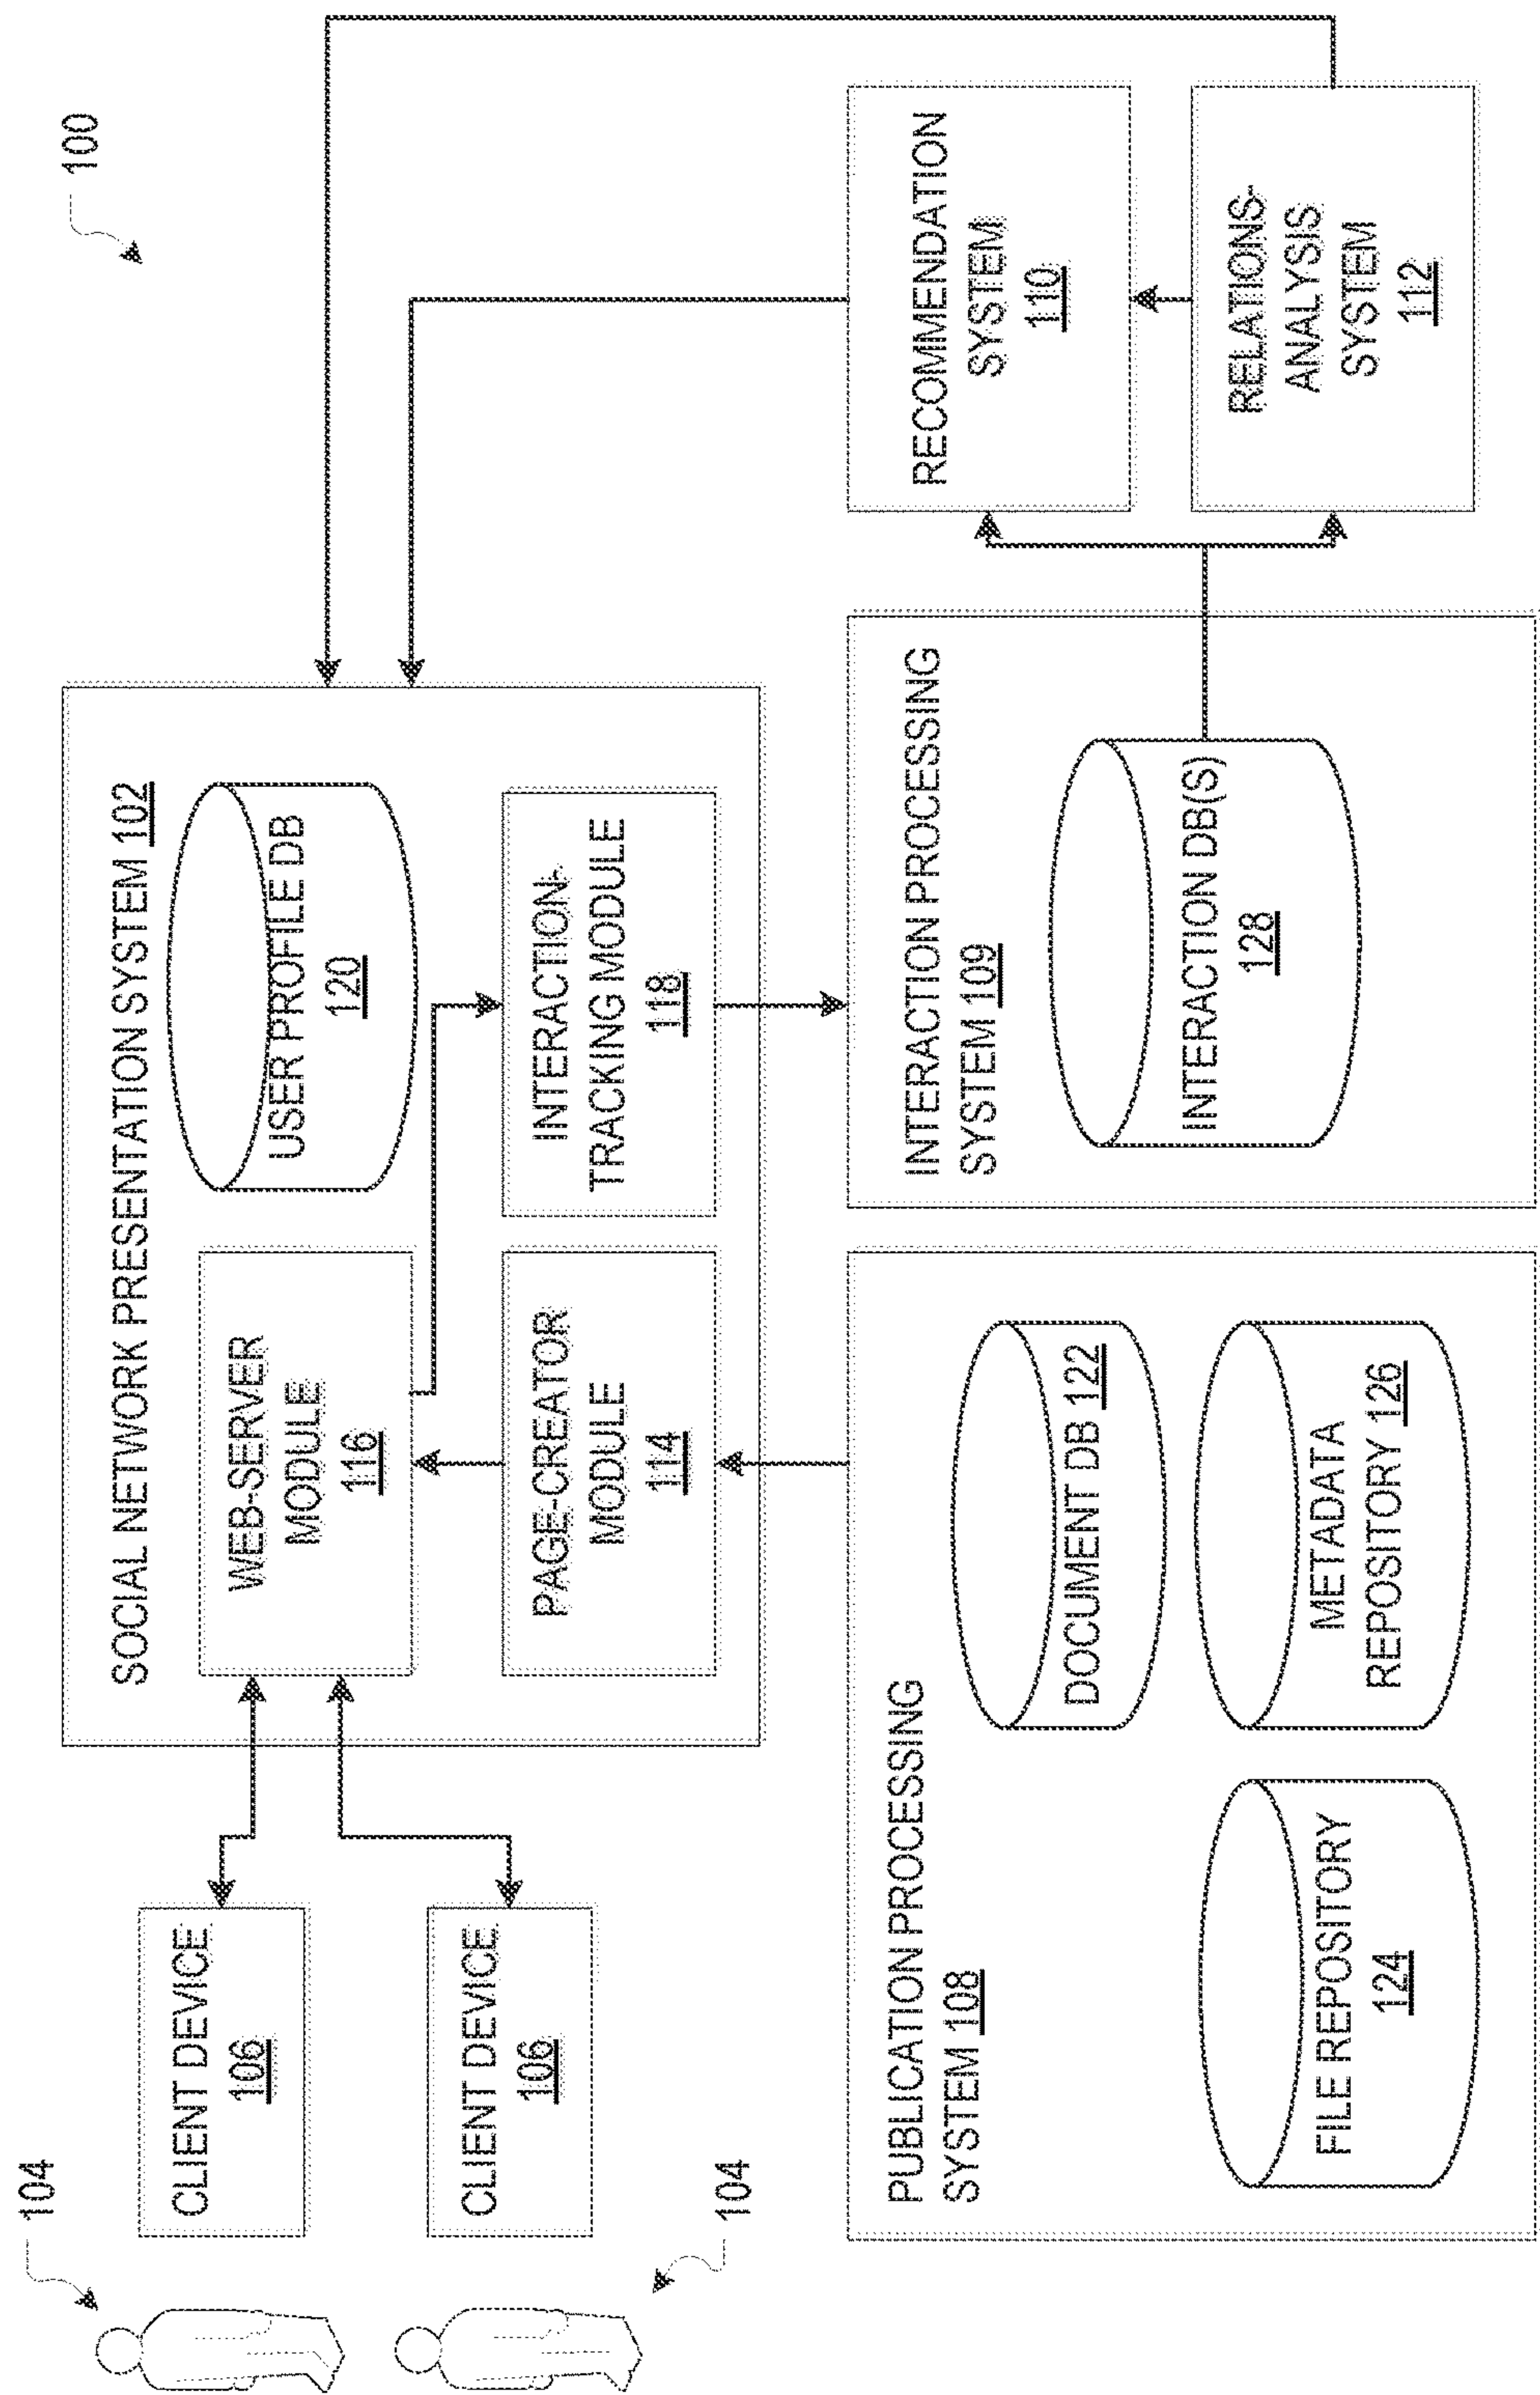 100
104
104
CLIENT DEVICE
106
CLIENT DEVICE
106
SOCIAL NETWORK PRESENTATION SYSTEM 102
WEB-SERVER
MODULE
116
USER PROFILE DB
120
PAGE-CREATOR
MODULE
114
INTERACTION-
TRACKING MODULE
118
PUBLICATION PROCESSING
SYSTEM 108
DOCUMENT DB 122
FILE REPOSITORY
124
METADATA
REPOSITORY 126
INTERACTION PROCESSING
SYSTEM 109
INTERACTION DB(S)
128
RECOMMENDATION
SYSTEM
110
RELATIONS-
ANALYSIS
SYSTEM
112